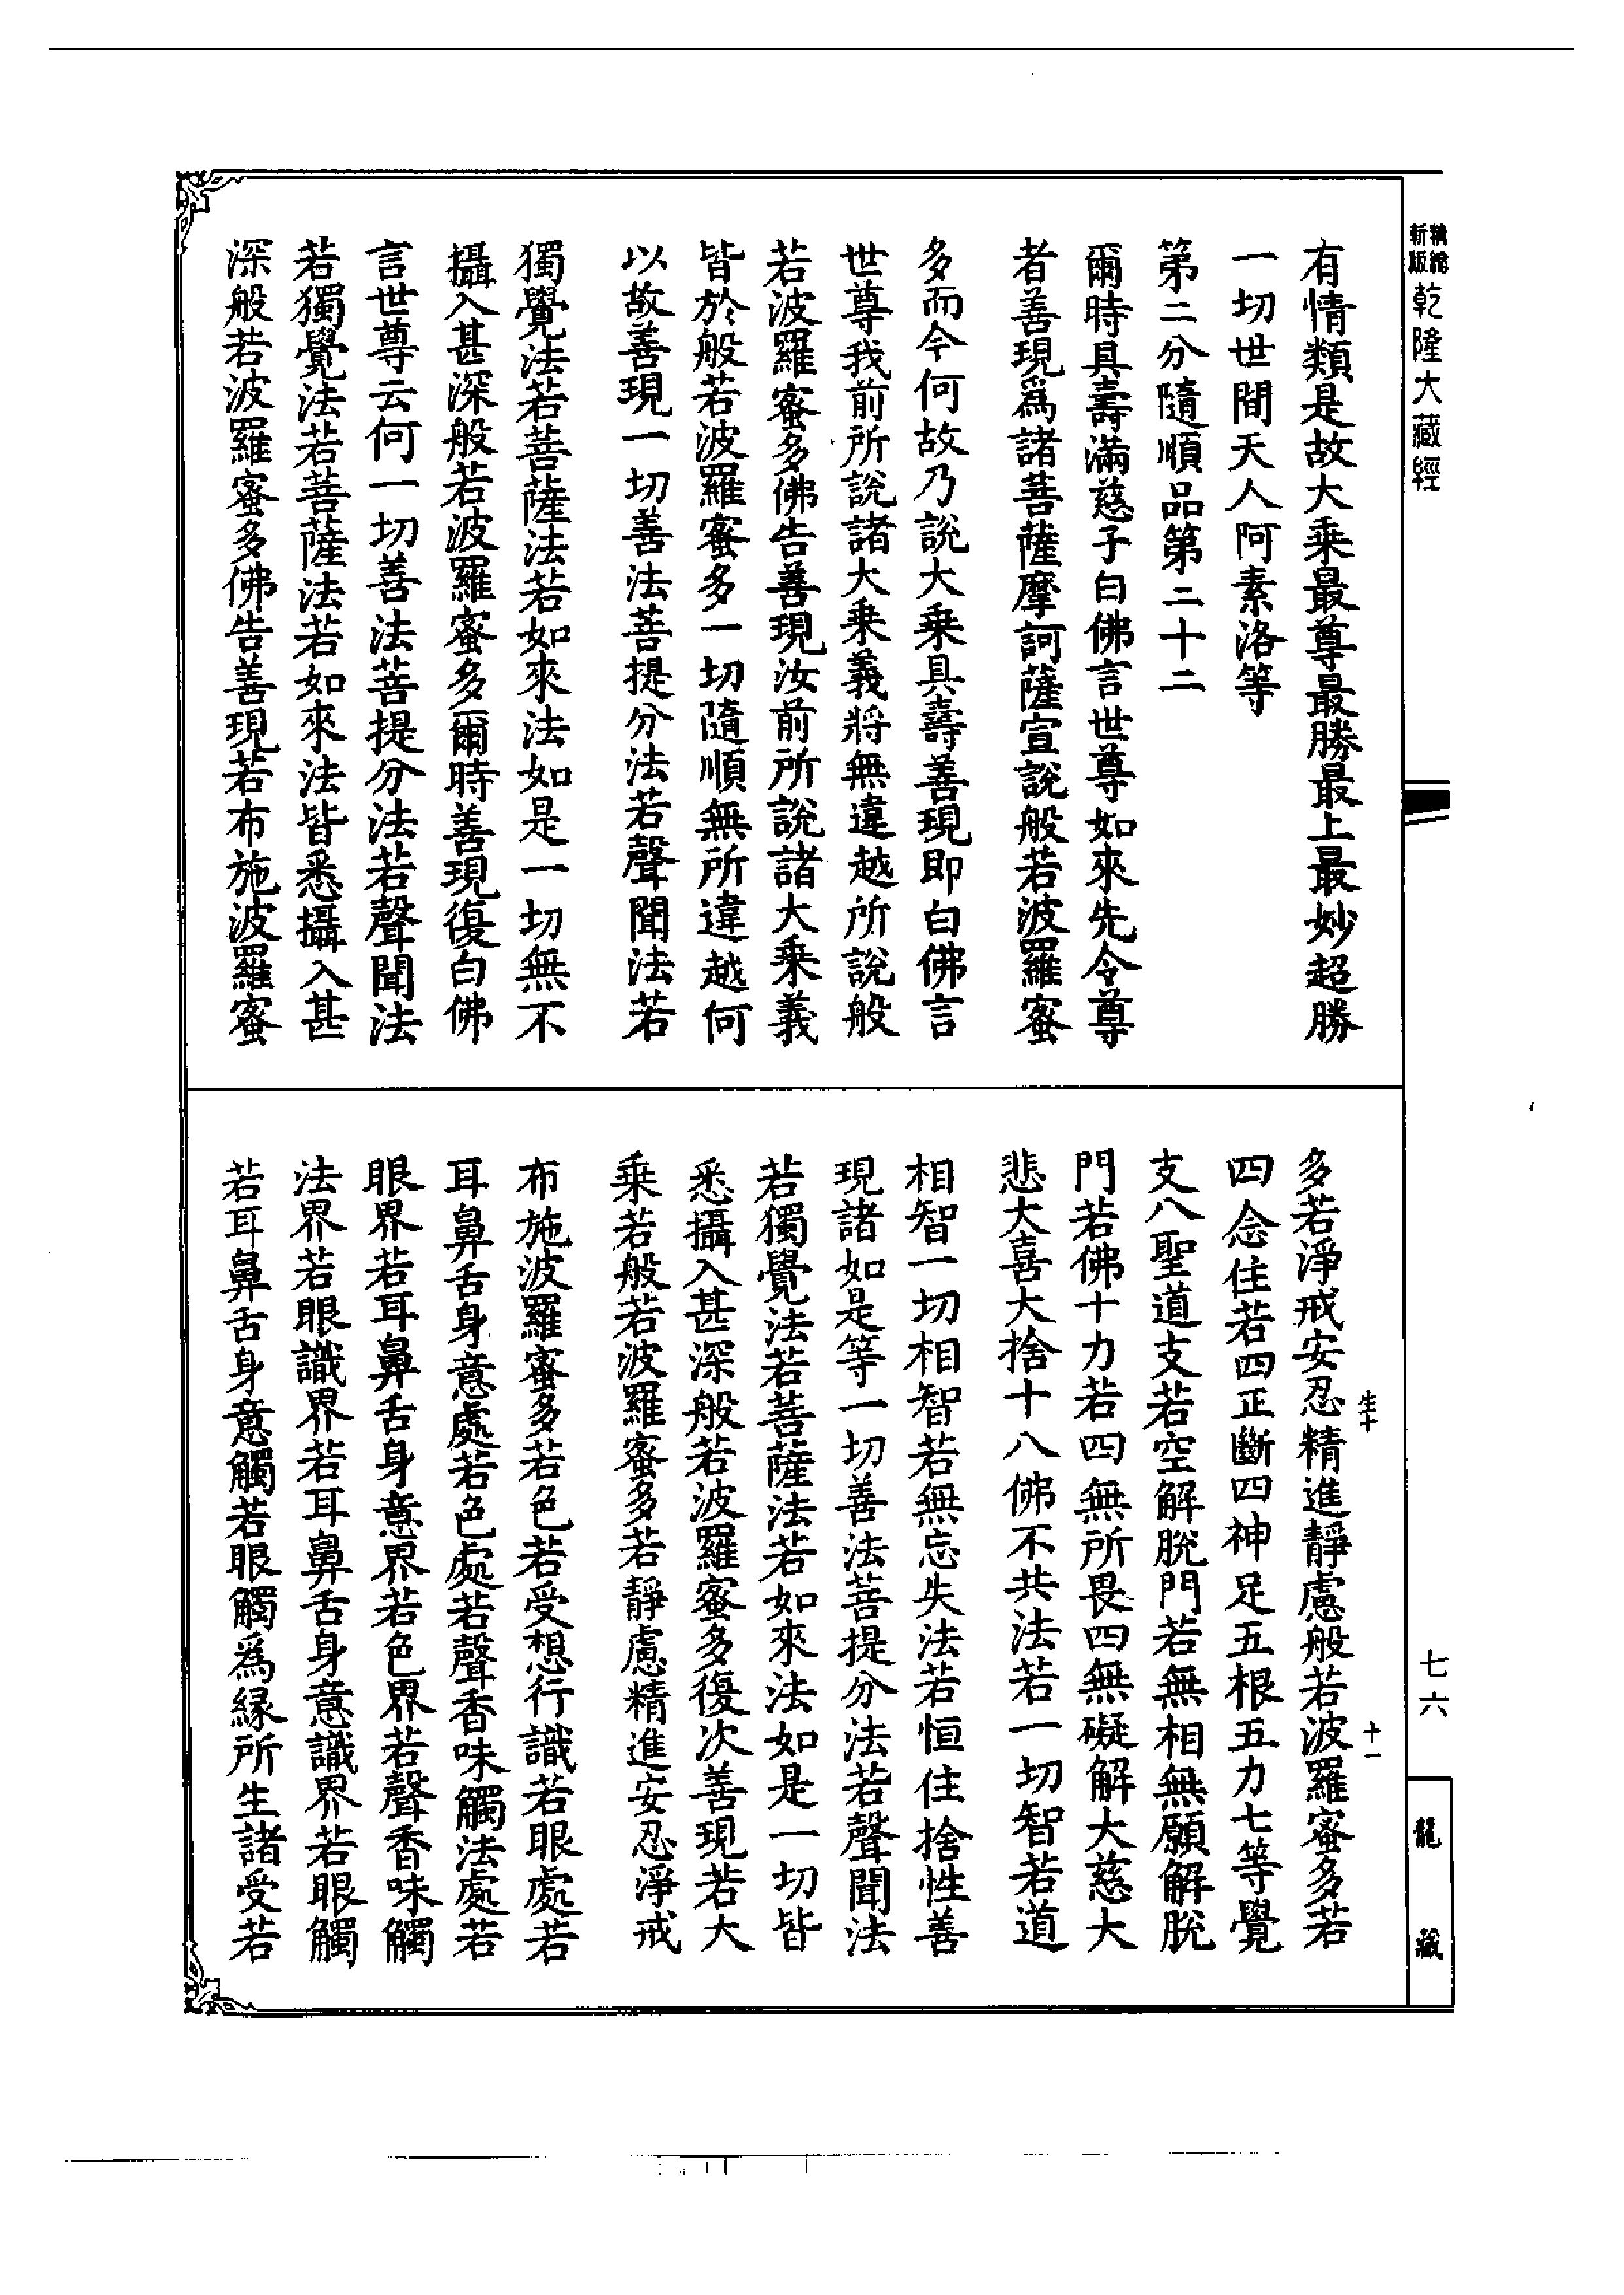 精縮
新版
乾隆大藏經
有情類是故大乘最尊最勝最上最妙超勝
一切世間天人阿素洛等
第二分隨順品第二十二
爾時具壽滿慈子白佛言世尊如來先令尊
者善現爲諸菩薩摩訶薩宣說般若波羅蜜
多而今何故乃說大乘具壽善現即白佛言
世尊我前所說諸大乘義將無違越所說般
若波羅蜜多佛告善現汝前所說諸大乘義
皆於般若波羅蜜多一切隨順無所違越何
以故善現一切善法菩提分法若聲聞法若
獨覺法若菩薩法若如來法如是一切無不
攝入甚深般若波羅蜜多爾時善現復白佛
言世尊云何一切善法菩提分法若聲聞法
若獨覺法若菩薩法若如來法皆悉攝入甚
深般若波羅蜜多佛告善現若布施波羅蜜
生十
十一
多若淨戒安忍精進靜慮般若波羅蜜多若
四念住若四正斷四神足五根五力七等覺
支八聖道支若空解脫門若無相無願解脫
門若佛十力若四無所畏四無礙解大慈大
悲大喜大捨十八佛不共法若一切智若道
相智一切相智若無忘失法若恒住捨性善
現諸如是等一切善法菩提分法若聲聞法
若獨覺法若菩薩法若如來法如是一切皆
悉攝入甚深般若波羅蜜多復次善現若大
乘若般若波羅蜜多若靜慮精進安忍淨戒
布施波羅蜜多若色若受想行識若眼處若
耳鼻舌身意處若色處若聲香味觸法處若
眼界若耳鼻舌身意界若色界若聲香味觸
法界若眼識界若耳鼻舌身意識界若眼觸
若耳鼻舌身意觸若眼觸爲緣所生諸受若
七六
龍藏